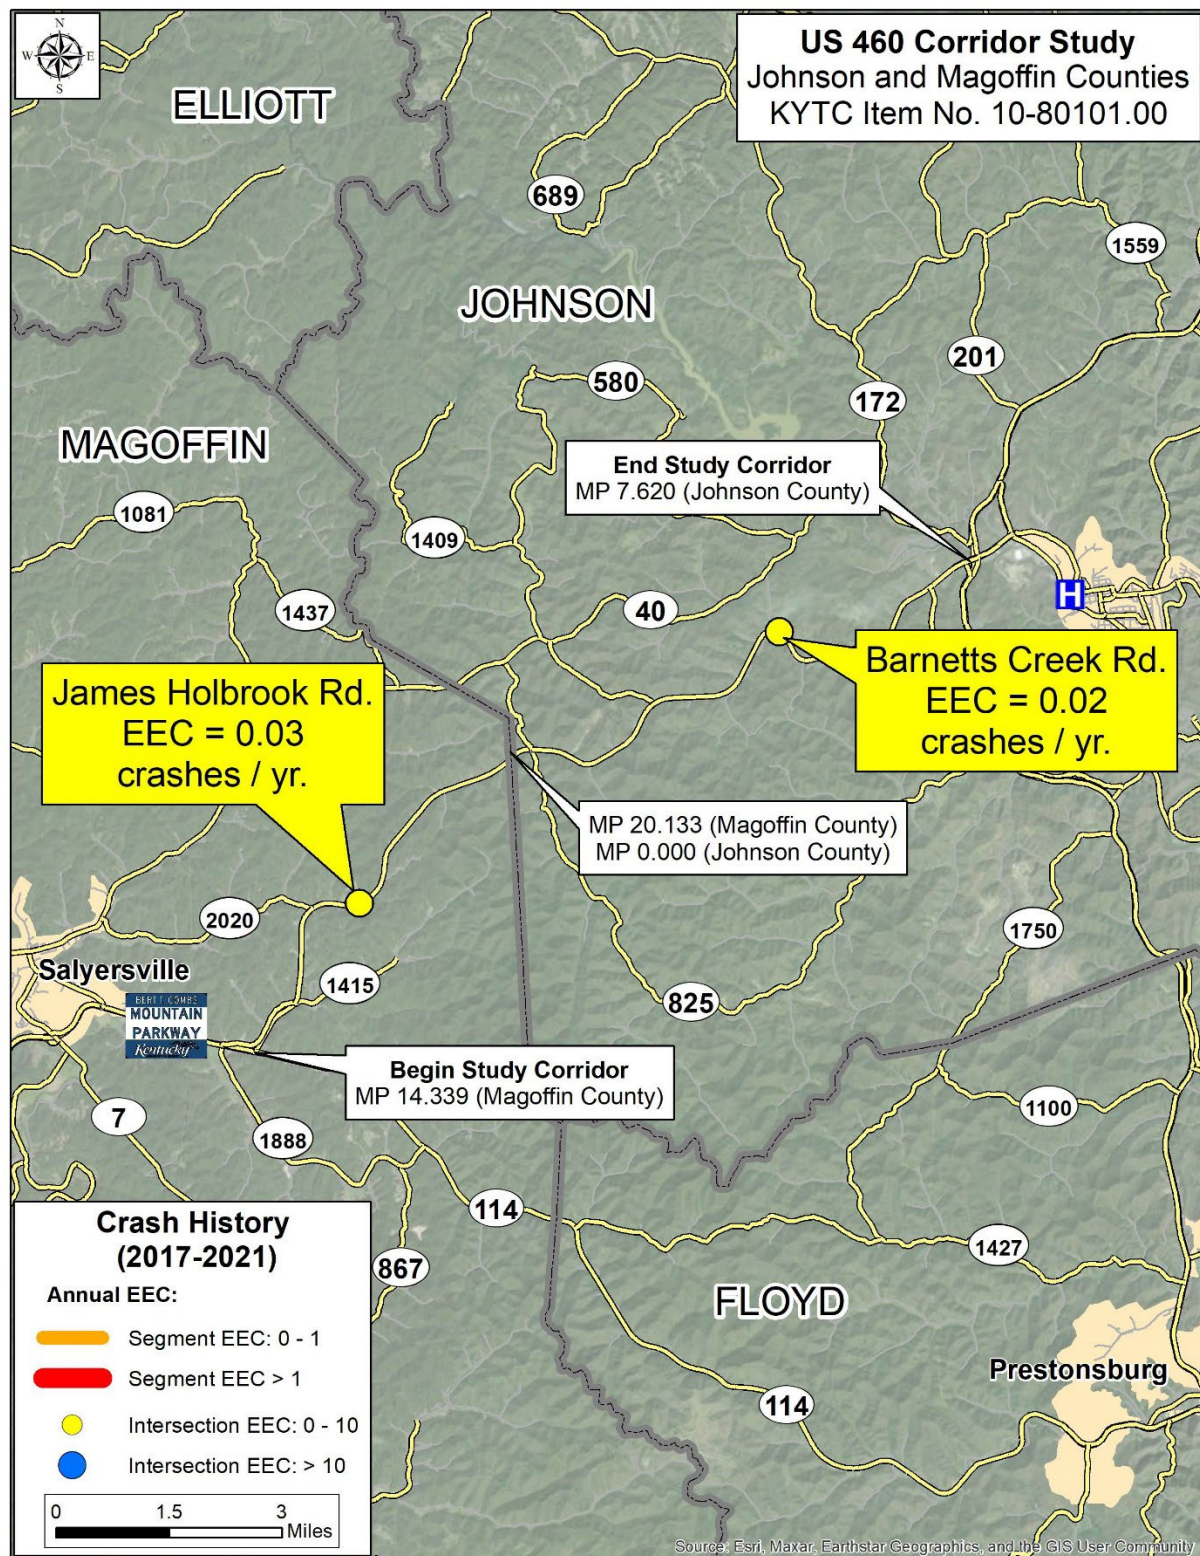 N
W
E
S
US 460 Corridor Study
Johnson and Magoffin Counties
KYTC Item No. 10-80101.00
ELLIOTT
689
1559
JOHNSON
201
580
172
MAGOFFIN
End Study Corridor
MP 7.620 (Johnson County)
1081
1409
H
1437
40
James Holbrook Rd.
EEC = 0.03
crashes / yr.
Barnetts Creek Rd.
EEC = 0.02
crashes / yr.
MP 20.133 (Magoffin County)
MP 0.000 (Johnson County)
2020
1750
Salyersville
1415
825
BERT T COMBS
MOUNTAIN
PARKWAY
Kentucky
Begin Study Corridor
MP 14.339 (Magoffin County)
7
1100
1888
114
1427
867
FLOYD
Prestonsburg
114
Crash History
(2017-2021)
Annual EEC:
Segment EEC: 0 - 1
Segment EEC > 1
Intersection EEC: 0 - 10
Intersection EEC: > 10
0 1.5 3
Miles
Source: Esri, Maxar, Earthstar Geographics, and the GIS User Community